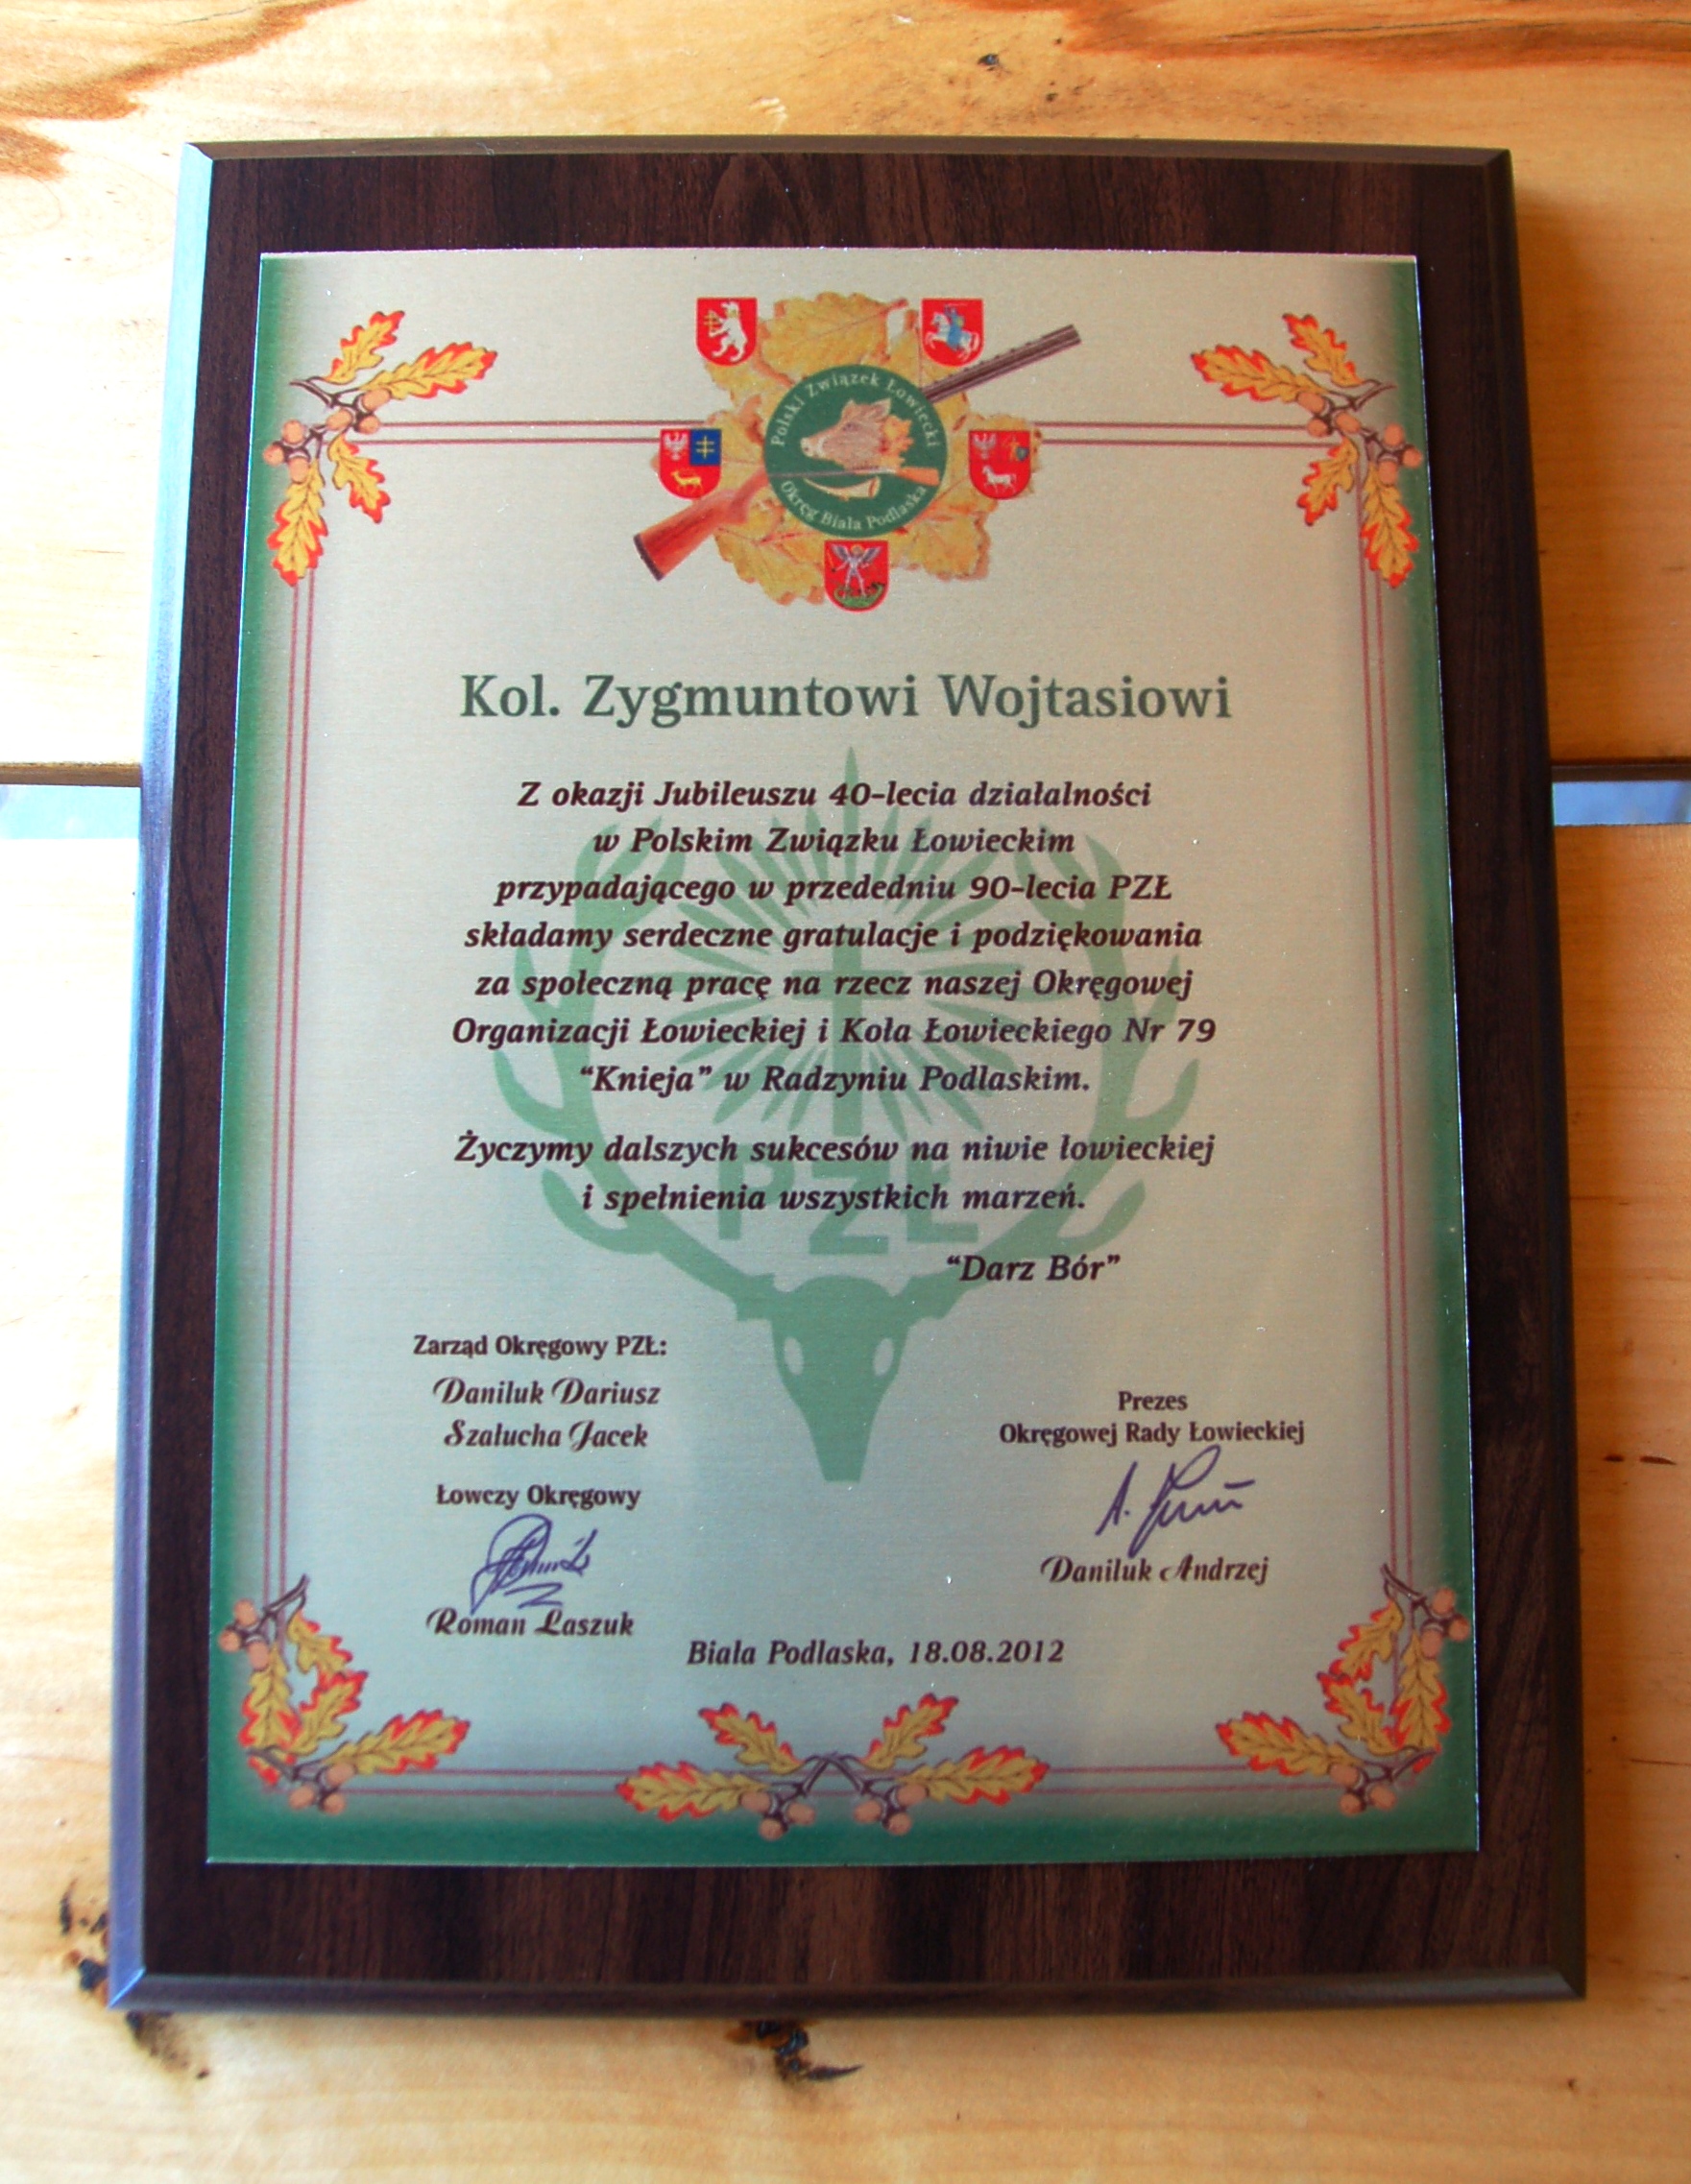 Polski Związek Łowiecki
Okręg Biała Podlaska
Kol. Zygmuntowi Wojtasiowi
Z okazji Jubileuszu 40-lecia działalności
w Polskim Związku Łowieckim
przypadającego w przededniu 90-lecia PZŁ
składamy serdeczne gratulacje i podziękowania
za społeczną pracę na rzecz naszej Okręgowej
Organizacji Łowieckiej i Koła Łowieckiego Nr 79
“Knieja” w Radzyniu Podlaskim.
Życzymy dalszych sukcesów na niwie łowieckiej
i spełnienia wszystkich marzeń.
PZŁ
“Darz Bór”
Zarząd Okręgowy PZŁ:
Daniluk Dariusz
Szałucha Jacek
Łowczy Okręgowy
Roman Laszuk
Prezes
Okręgowej Rady Łowieckiej
Daniluk Andrzej
Biała Podlaska, 18.08.2012